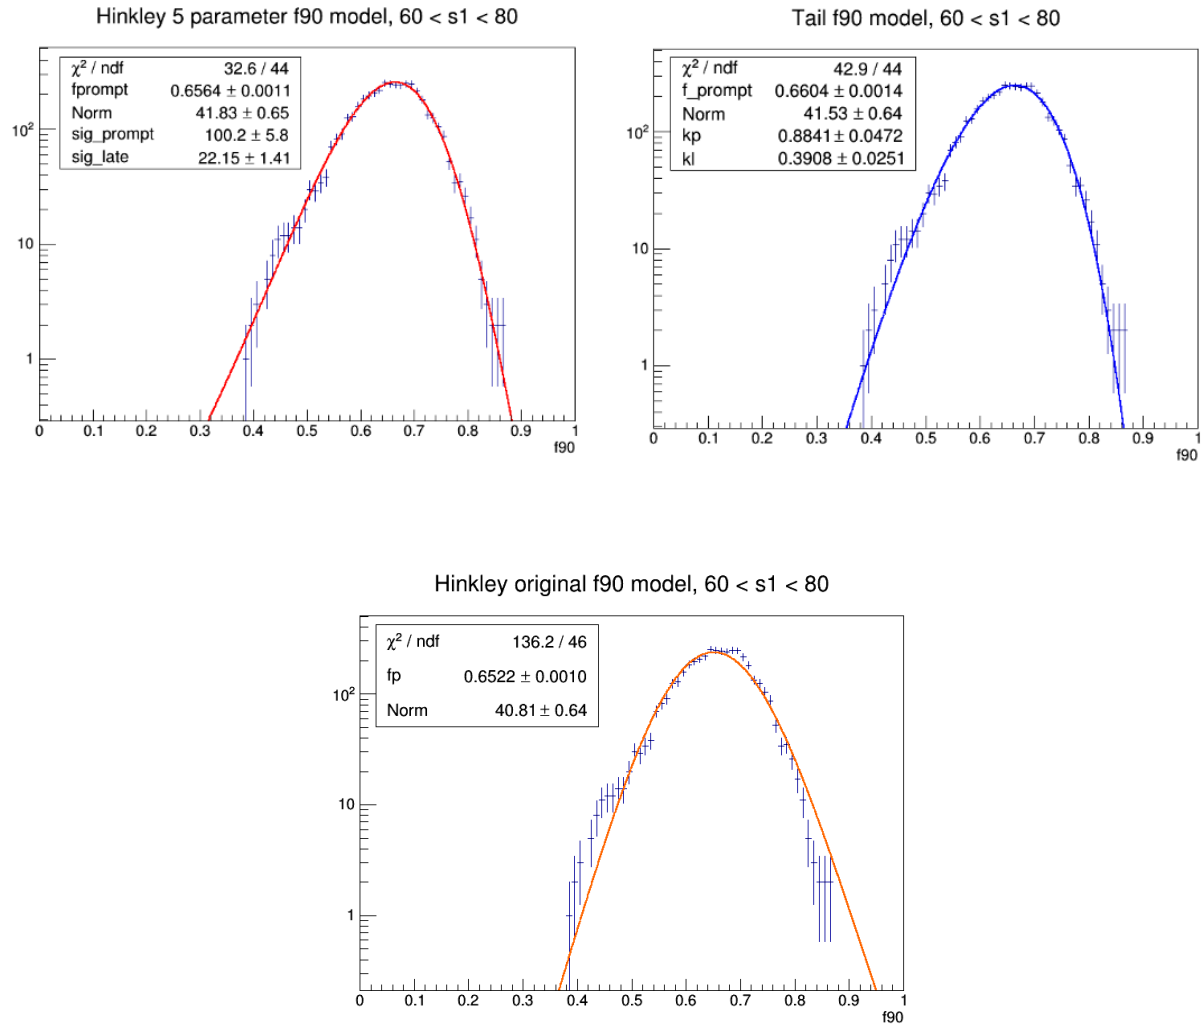 Hinkley 5 parameter f90 model, 60 < s1 < 80
χ² / ndf 32.6 / 44
fprompt 0.6564 ± 0.0011
Norm 41.83 ± 0.65
sig_prompt 100.2 ± 5.8
sig_late 22.15 ± 1.41
10²
10
1
0 0.1 0.2 0.3 0.4 0.5 0.6 0.7 0.8 0.9 1
f90
Tail f90 model, 60 < s1 < 80
χ² / ndf 42.9 / 44
f_prompt 0.6604 ± 0.0014
Norm 41.53 ± 0.64
kp 0.8841 ± 0.0472
kl 0.3908 ± 0.0251
10²
10
1
0 0.1 0.2 0.3 0.4 0.5 0.6 0.7 0.8 0.9 1
f90
Hinkley original f90 model, 60 < s1 < 80
χ² / ndf 136.2 / 46
fp 0.6522 ± 0.0010
Norm 40.81 ± 0.64
10²
10
1
0 0.1 0.2 0.3 0.4 0.5 0.6 0.7 0.8 0.9 1
f90